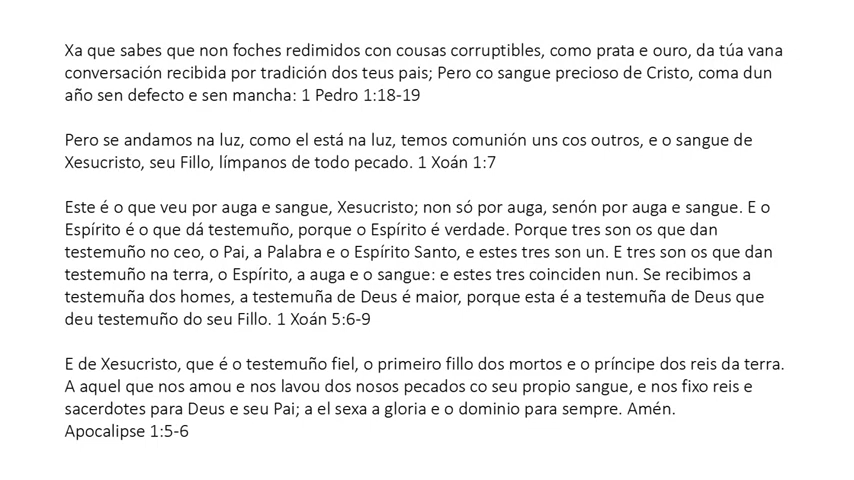 Xa que sabes que non foches redimidos con cousas corruptibles, como prata e ouro, da túa vana
conversación recibida por tradición dos teus pais; Pero co sangue precioso de Cristo, coma dun
año sen defecto e sen mancha: 1 Pedro 1:18-19
Pero se andamos na luz, como el está na luz, temos comunión uns cos outros, e o sangue de
Xesucristo, seu Fillo, límpanos de todo pecado. 1 Xoán 1:7
Este é o que veu por auga e sangue, Xesucristo; non só por auga, senón por auga e sangue. E o
Espírito é o que dá testemuño, porque o Espírito é verdade. Porque tres son os que dan
testemuño no ceo, o Pai, a Palabra e o Espírito Santo, e estes tres son un. E tres son os que dan
testemuño na terra, o Espírito, a auga e o sangue: e estes tres coinciden nun. Se recibimos a
testemuña dos homes, a testemuña de Deus é maior, porque esta é a testemuña de Deus que
deu testemuño do seu Fillo. 1 Xoán 5:6-9
E de Xesucristo, que é o testemuño fiel, o primeiro fillo dos mortos e o príncipe dos reis da terra.
A aquel que nos amou e nos lavou dos nosos pecados co seu propio sangue, e nos fixo reis e
sacerdotes para Deus e seu Pai; a el sexa a gloria e o dominio para sempre. Amén.
Apocalipse 1:5-6